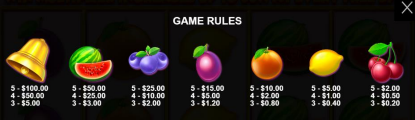 GAME RULES
5 - $100.00 5 - $50.00 5 - $25.00 5 - $15.00 5 - $10.00 5 - $5.00 5 - $2.00
4 - $50.00 4 - $25.00 4 - $10.00 4 - $5.00 4 - $2.00 4 - $1.00 4 - $0.50
3 - $5.00 3 - $3.00 3 - $2.00 3 - $1.20 3 - $0.80 3 - $0.40 3 - $0.20